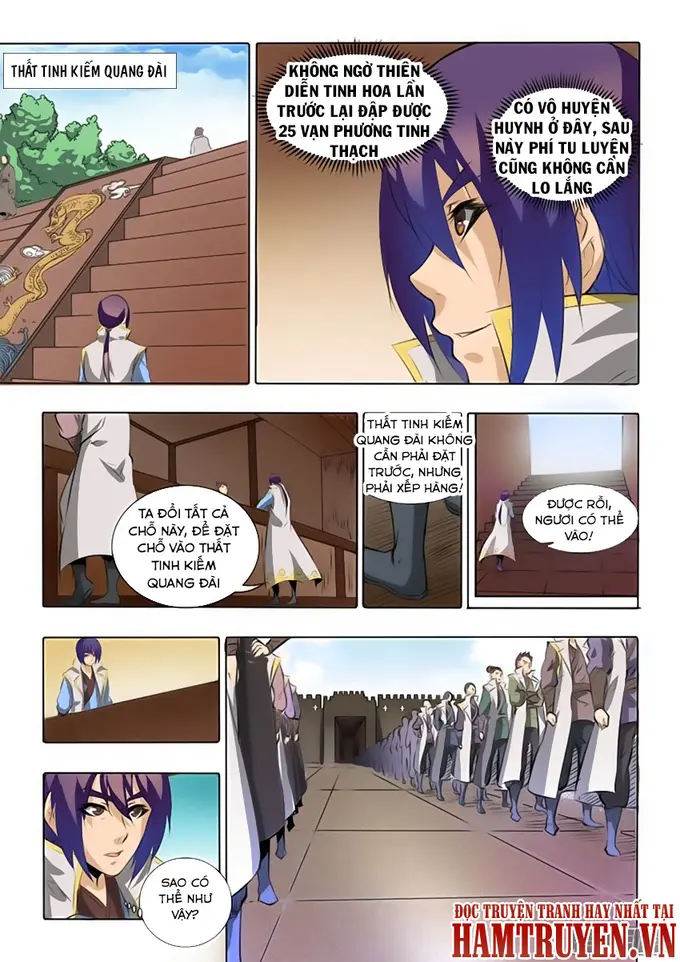 THẤT TINH KIẾM QUANG ĐÀI
KHÔNG NGỜ THIÊN
DIỄN TINH HOA LẦN
TRƯỚC LẠI ĐẬP ĐƯỢC
25 VẠN PHƯƠNG TINH
THẠCH
CÓ VÔ HUYỆN
HUYNH Ở ĐÂY, SAU
NÀY PHÍ TU LUYỆN
CŨNG KHÔNG CẦN
LO LẮNG
TA ĐỔI TẤT CẢ
CHỖ NÀY, ĐỂ ĐẶT
CHỖ VÀO THẤT
TINH KIẾM
QUANG ĐÀI
THẤT TINH KIẾM
QUANG ĐÀI KHÔNG
CẦN PHẢI ĐẶT
TRƯỚC, NHƯNG
PHẢI XẾP HÀNG!
ĐƯỢC RỒI,
NGƯƠI CÓ THỂ
VÀO!
SAO CÓ
THỂ NHƯ
VẬY?
ĐỌC TRUYỆN TRANH HAY NHẤT TẠI
HAMTRUYEN.VN